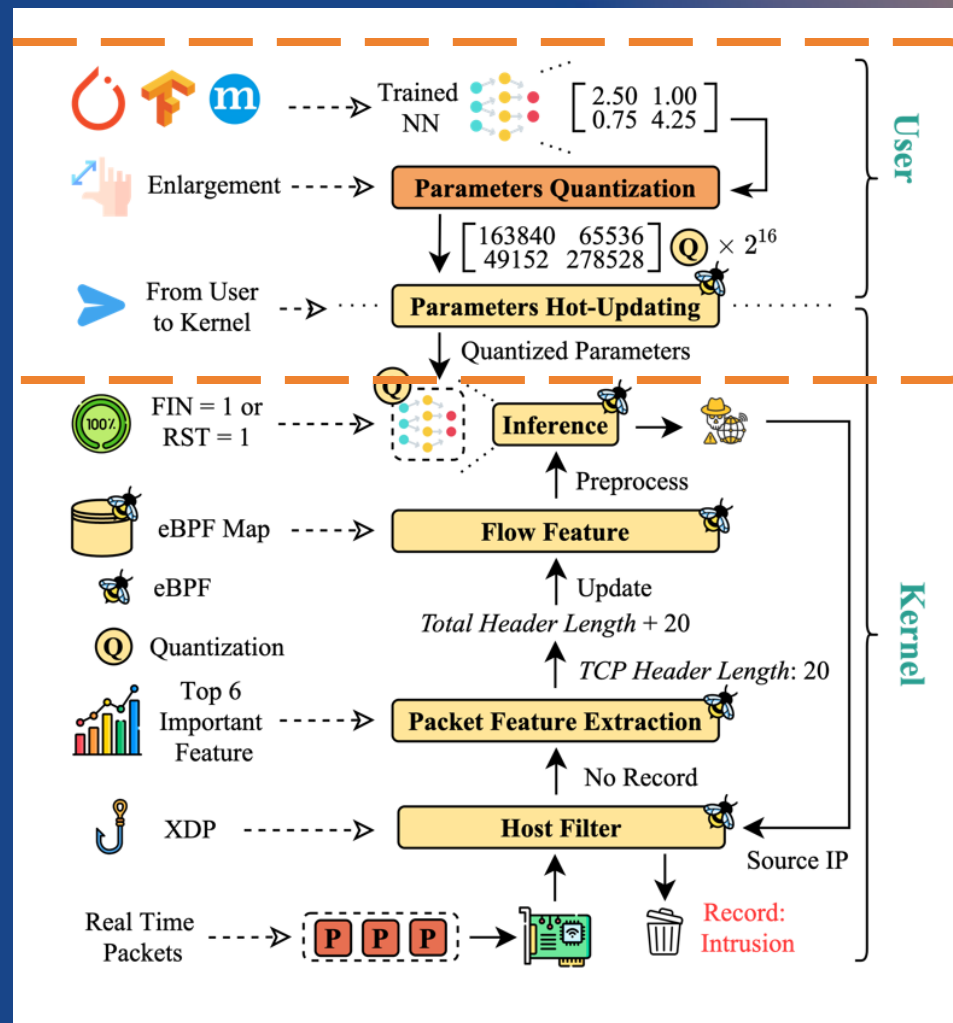 m
Trained
NN
2.50 1.00
0.75 4.25
User
Enlargement
Parameters Quantization
163840 65536
49152 278528
Q × 2^16
From User
to Kernel
Parameters Hot-Updating
Quantized Parameters
Q
100%
FIN = 1 or
RST = 1
Inference
Preprocess
eBPF Map
Flow Feature
eBPF
Update
Total Header Length + 20
Q Quantization
TCP Header Length: 20
Kernel
Top 6
Important
Feature
Packet Feature Extraction
No Record
XDP
Host Filter
Source IP
Real Time
Packets
P P P
Record:
Intrusion